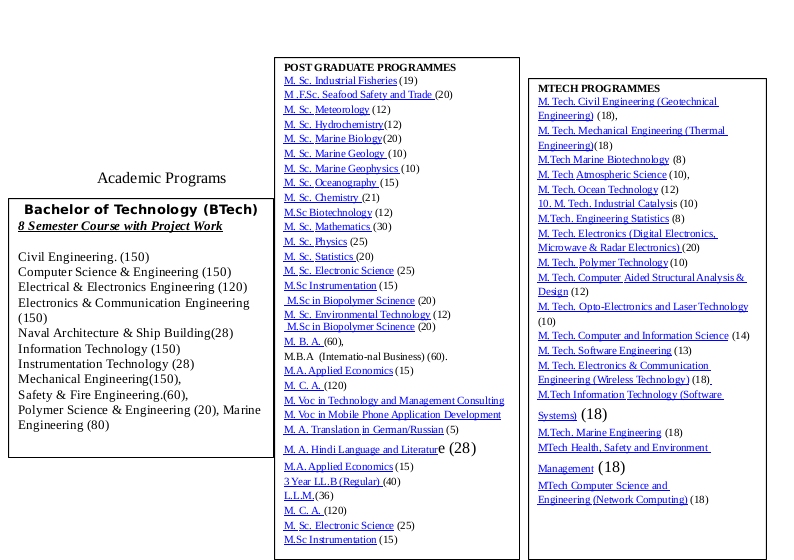 Academic Programs
Bachelor of Technology (BTech)
8 Semester Course with Project Work
Civil Engineering. (150)
Computer Science & Engineering (150)
Electrical & Electronics Engineering (120)
Electronics & Communication Engineering
(150)
Naval Architecture & Ship Building(28)
Information Technology (150)
Instrumentation Technology (28)
Mechanical Engineering(150),
Safety & Fire Engineering.(60),
Polymer Science & Engineering (20), Marine
Engineering (80)
POST GRADUATE PROGRAMMES
M. Sc. Industrial Fisheries (19)
M .F.Sc. Seafood Safety and Trade (20)
M. Sc. Meteorology (12)
M. Sc. Hydrochemistry(12)
M. Sc. Marine Biology(20)
M. Sc. Marine Geology (10)
M. Sc. Marine Geophysics (10)
M. Sc. Oceanography (15)
M. Sc. Chemistry (21)
M.Sc Biotechnology (12)
M. Sc. Mathematics (30)
M. Sc. Physics (25)
M. Sc. Statistics (20)
M. Sc. Electronic Science (25)
M.Sc Instrumentation (15)
M.Sc in Biopolymer Scinence (20)
M. Sc. Environmental Technology (12)
M.Sc in Biopolymer Scinence (20)
M. B. A. (60),
M.B.A (Internatio-nal Business) (60).
M.A. Applied Economics (15)
M. C. A. (120)
M. Voc in Technology and Management Consulting
M. Voc in Mobile Phone Application Development
M. A. Translation in German/Russian (5)
M. A. Hindi Language and Literature (28)
M.A. Applied Economics (15)
3 Year LL.B (Regular) (40)
L.L.M.(36)
M. C. A. (120)
M. Sc. Electronic Science (25)
M.Sc Instrumentation (15)
MTECH PROGRAMMES
M. Tech. Civil Engineering (Geotechnical
Engineering) (18),
M. Tech. Mechanical Engineering (Thermal
Engineering)(18)
M.Tech Marine Biotechnology (8)
M. Tech Atmospheric Science (10),
M. Tech. Ocean Technology (12)
10. M. Tech. Industrial Catalysis (10)
M.Tech. Engineering Statistics (8)
M. Tech. Electronics (Digital Electronics,
Microwave & Radar Electronics) (20)
M. Tech. Polymer Technology(10)
M. Tech. Computer Aided Structural Analysis &
Design (12)
M. Tech. Opto-Electronics and Laser Technology
(10)
M. Tech. Computer and Information Science (14)
M. Tech. Software Engineering (13)
M. Tech. Electronics & Communication
Engineering (Wireless Technology) (18),
M.Tech Information Technology (Software
Systems) (18)
M.Tech. Marine Engineering (18)
MTech Health, Safety and Environment
Management (18)
MTech Computer Science and
Engineering (Network Computing) (18)